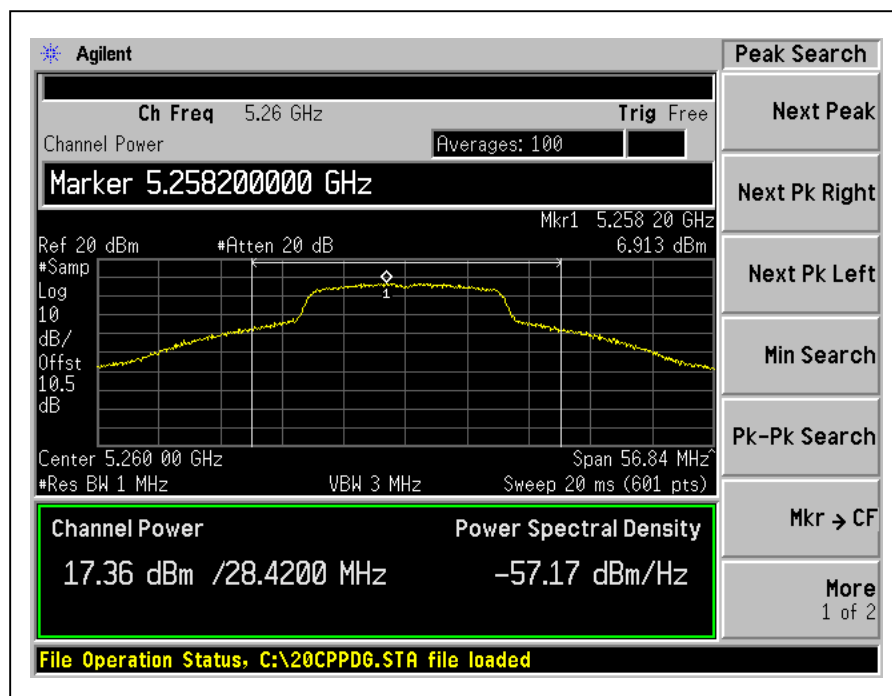 Agilent
Peak Search
Ch Freq 5.26 GHz Trig Free
Channel Power Averages: 100
Marker 5.258200000 GHz
Mkr1 5.258 20 GHz
Ref 20 dBm #Atten 20 dB 6.913 dBm
#Samp
Log
10
dB/
Offst
10.5
dB
1
Center 5.260 00 GHz Span 56.84 MHz^
#Res BW 1 MHz VBW 3 MHz Sweep 20 ms (601 pts)
Channel Power Power Spectral Density
17.36 dBm /28.4200 MHz -57.17 dBm/Hz
File Operation Status, C:\20CPPDG.STA file loaded
Next Peak
Next Pk Right
Next Pk Left
Min Search
Pk-Pk Search
Mkr → CF
More
1 of 2